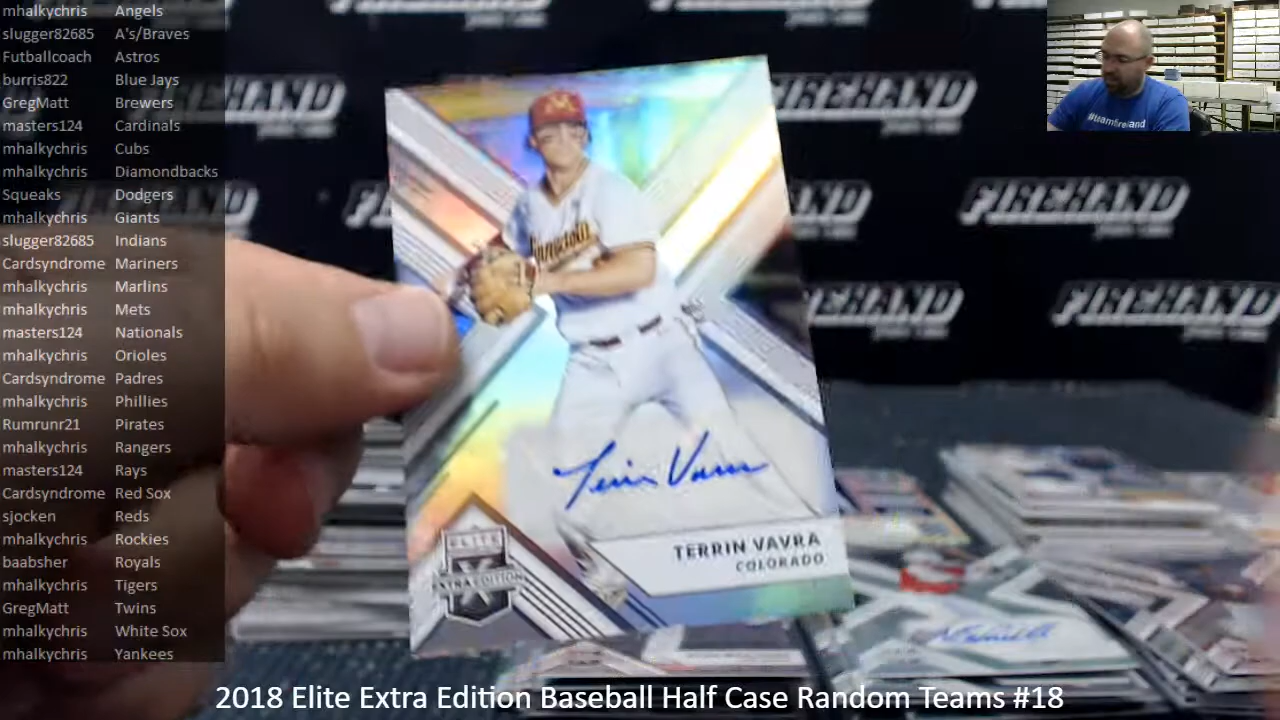 mhalkychris Angels
slugger82685 A's/Braves
Futballcoach Astros
burris822 Blue Jays
GregMatt Brewers
masters124 Cardinals
mhalkychris Cubs
mhalkychris Diamondbacks
Squeaks Dodgers
mhalkychris Giants
slugger82685 Indians
Cardsyndrome Mariners
mhalkychris Marlins
mhalkychris Mets
masters124 Nationals
mhalkychris Orioles
Cardsyndrome Padres
mhalkychris Phillies
Rumrunr21 Pirates
mhalkychris Rangers
masters124 Rays
Cardsyndrome Red Sox
sjocken Reds
mhalkychris Rockies
baabsher Royals
mhalkychris Tigers
GregMatt Twins
mhalkychris White Sox
mhalkychris Yankees
FIREHAND
FIREHAND
FIREHAND
FIREHAND
#teamfireland
M
Terrin Vavra
TERRIN VAVRA
COLORADO
ELITE
EXTRA EDITION
2018 Elite Extra Edition Baseball Half Case Random Teams #18